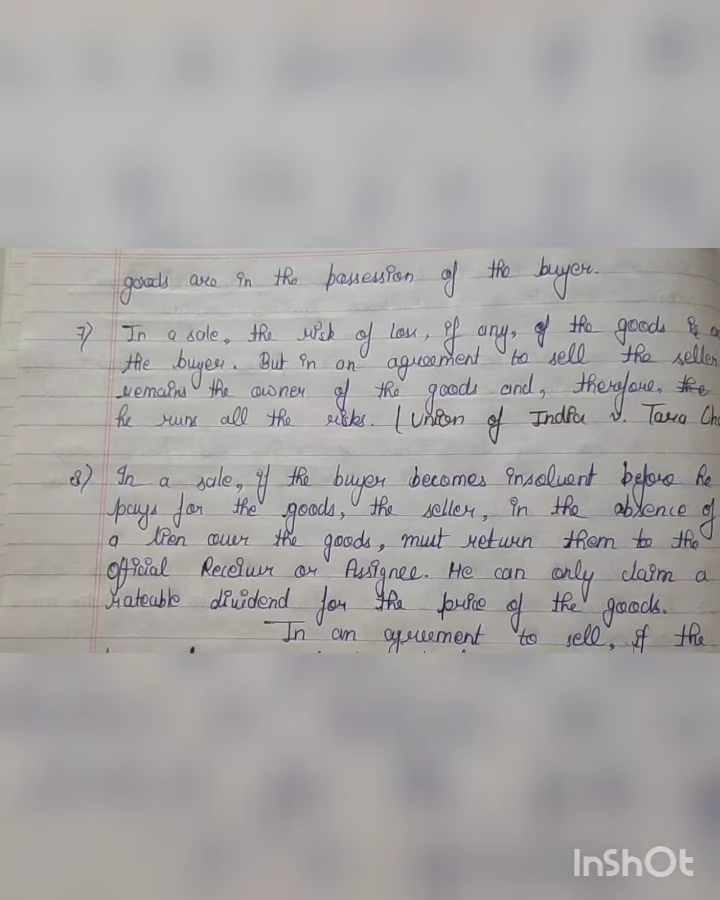 goods are in the possession of the buyer.
7) In a sale, the risk of loss, if any, of the goods is
the buyer. But in an agreement to sell the seller
remains the owner of the goods and, therefore, the
he runs all the risks. (Union of India v. Tara
8) In a sale, if the buyer becomes insolvent before he
pays for the goods, the seller, in the absence of
a lien over the goods, must return them to the
Official Receiver or Assignee. He can only claim a
rateable dividend for the price of the goods.
In an agreement to sell, if the
InShOt